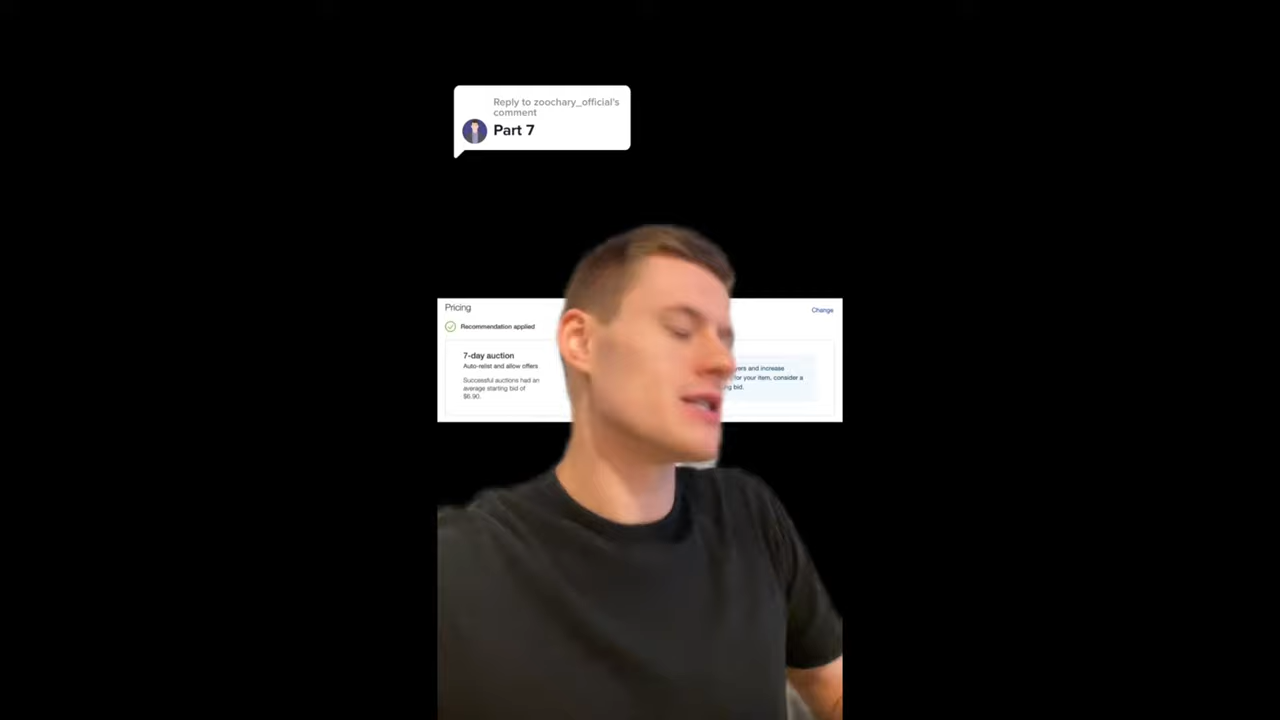 Reply to zoochary_official's
comment
Part 7
Pricing
Change
Recommendation applied
7-day auction
Auto-relist and allow offers
Successful auctions had an
average starting bid of
$6.90.
and increase
for your item, consider a
bid.